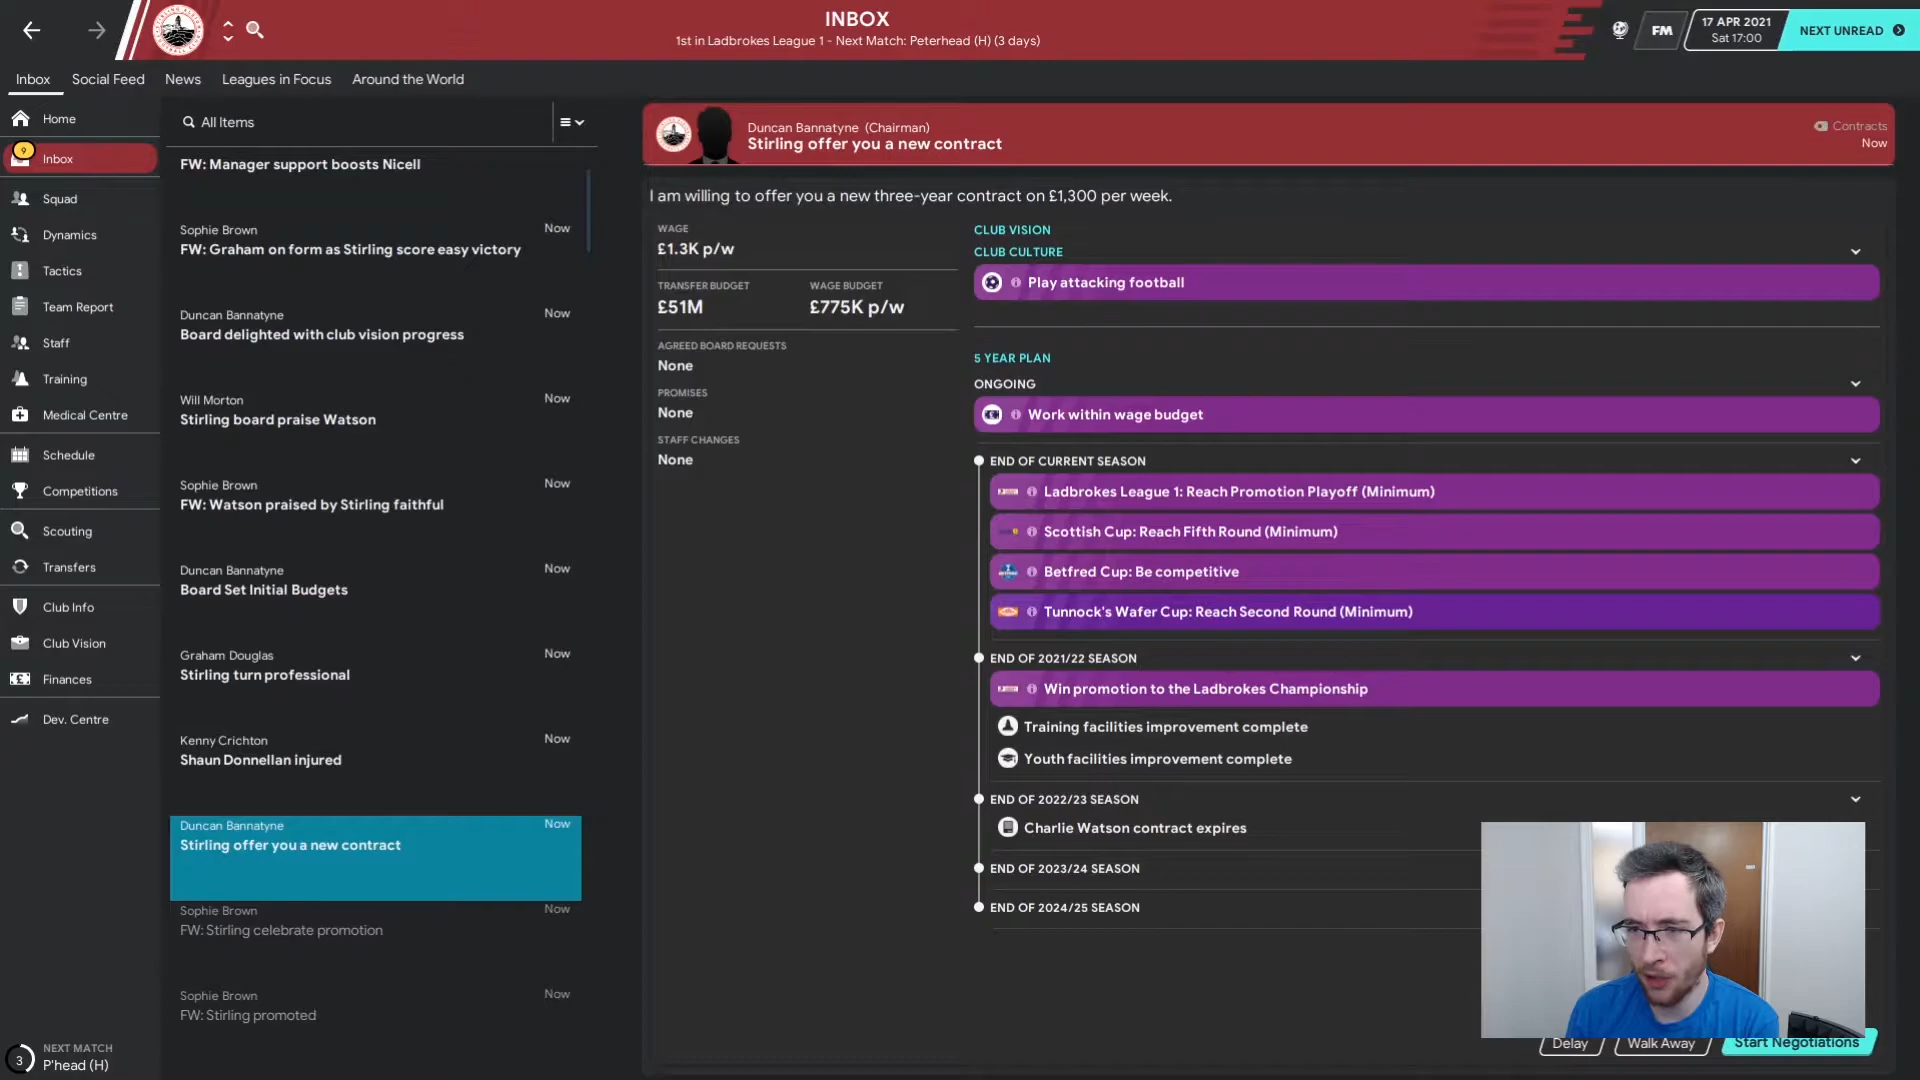 INBOX
1st in Ladbrokes League 1 - Next Match: Peterhead (H) (3 days)
FM
17 APR 2021
Sat 17:00
NEXT UNREAD
Inbox
Social Feed
News
Leagues in Focus
Around the World
Home
9
Inbox
Squad
Dynamics
Tactics
Team Report
Staff
Training
Medical Centre
Schedule
Competitions
Scouting
Transfers
Club Info
Club Vision
Finances
Dev. Centre
3
NEXT MATCH
P'head (H)
All Items
FW: Manager support boosts Nicell
Sophie Brown
Now
FW: Graham on form as Stirling score easy victory
Duncan Bannatyne
Now
Board delighted with club vision progress
Will Morton
Now
Stirling board praise Watson
Sophie Brown
Now
FW: Watson praised by Stirling faithful
Duncan Bannatyne
Now
Board Set Initial Budgets
Graham Douglas
Now
Stirling turn professional
Kenny Crichton
Now
Shaun Donnellan injured
Duncan Bannatyne
Now
Stirling offer you a new contract
Sophie Brown
Now
FW: Stirling celebrate promotion
Sophie Brown
Now
FW: Stirling promoted
Duncan Bannatyne (Chairman)
Stirling offer you a new contract
Contracts
Now
I am willing to offer you a new three-year contract on £1,300 per week.
WAGE
£1.3K p/w
TRANSFER BUDGET
£51M
WAGE BUDGET
£775K p/w
AGREED BOARD REQUESTS
None
PROMISES
None
STAFF CHANGES
None
CLUB VISION
CLUB CULTURE
Play attacking football
5 YEAR PLAN
ONGOING
Work within wage budget
END OF CURRENT SEASON
Ladbrokes League 1: Reach Promotion Playoff (Minimum)
Scottish Cup: Reach Fifth Round (Minimum)
Betfred Cup: Be competitive
Tunnock's Wafer Cup: Reach Second Round (Minimum)
END OF 2021/22 SEASON
Win promotion to the Ladbrokes Championship
Training facilities improvement complete
Youth facilities improvement complete
END OF 2022/23 SEASON
Charlie Watson contract expires
END OF 2023/24 SEASON
END OF 2024/25 SEASON
Delay
Walk Away
Start Negotiations